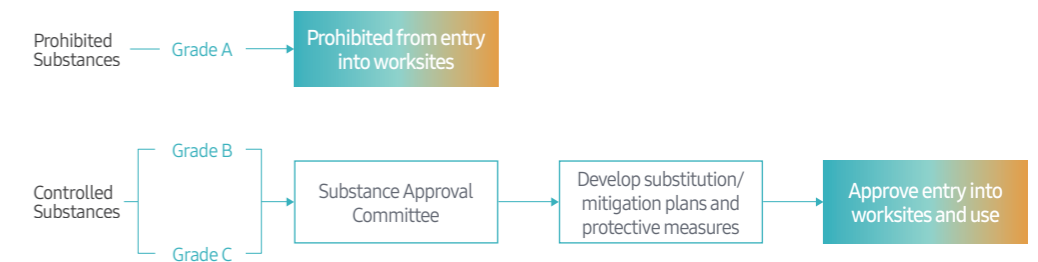 Prohibited
Substances
Grade A
Prohibited from entry
into worksites
Controlled
Substances
Grade B
Grade C
Substance Approval
Committee
Develop substitution/
mitigation plans and
protective measures
Approve entry into
worksites and use